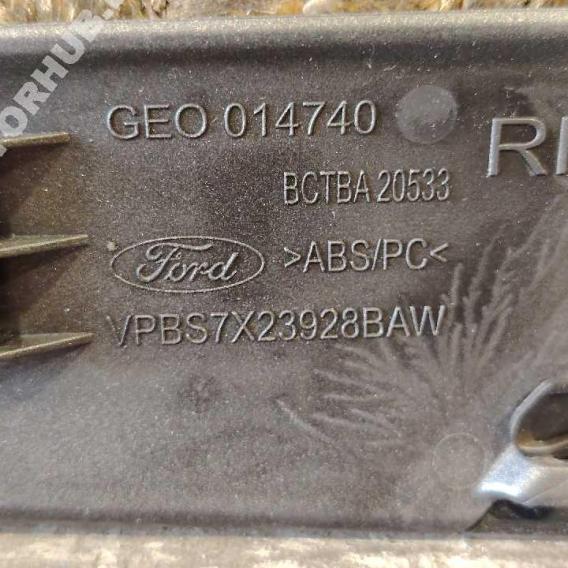 GEO 014740
BCTBA 20533
Ford >ABS/PC<
VPBS7X23928BAW